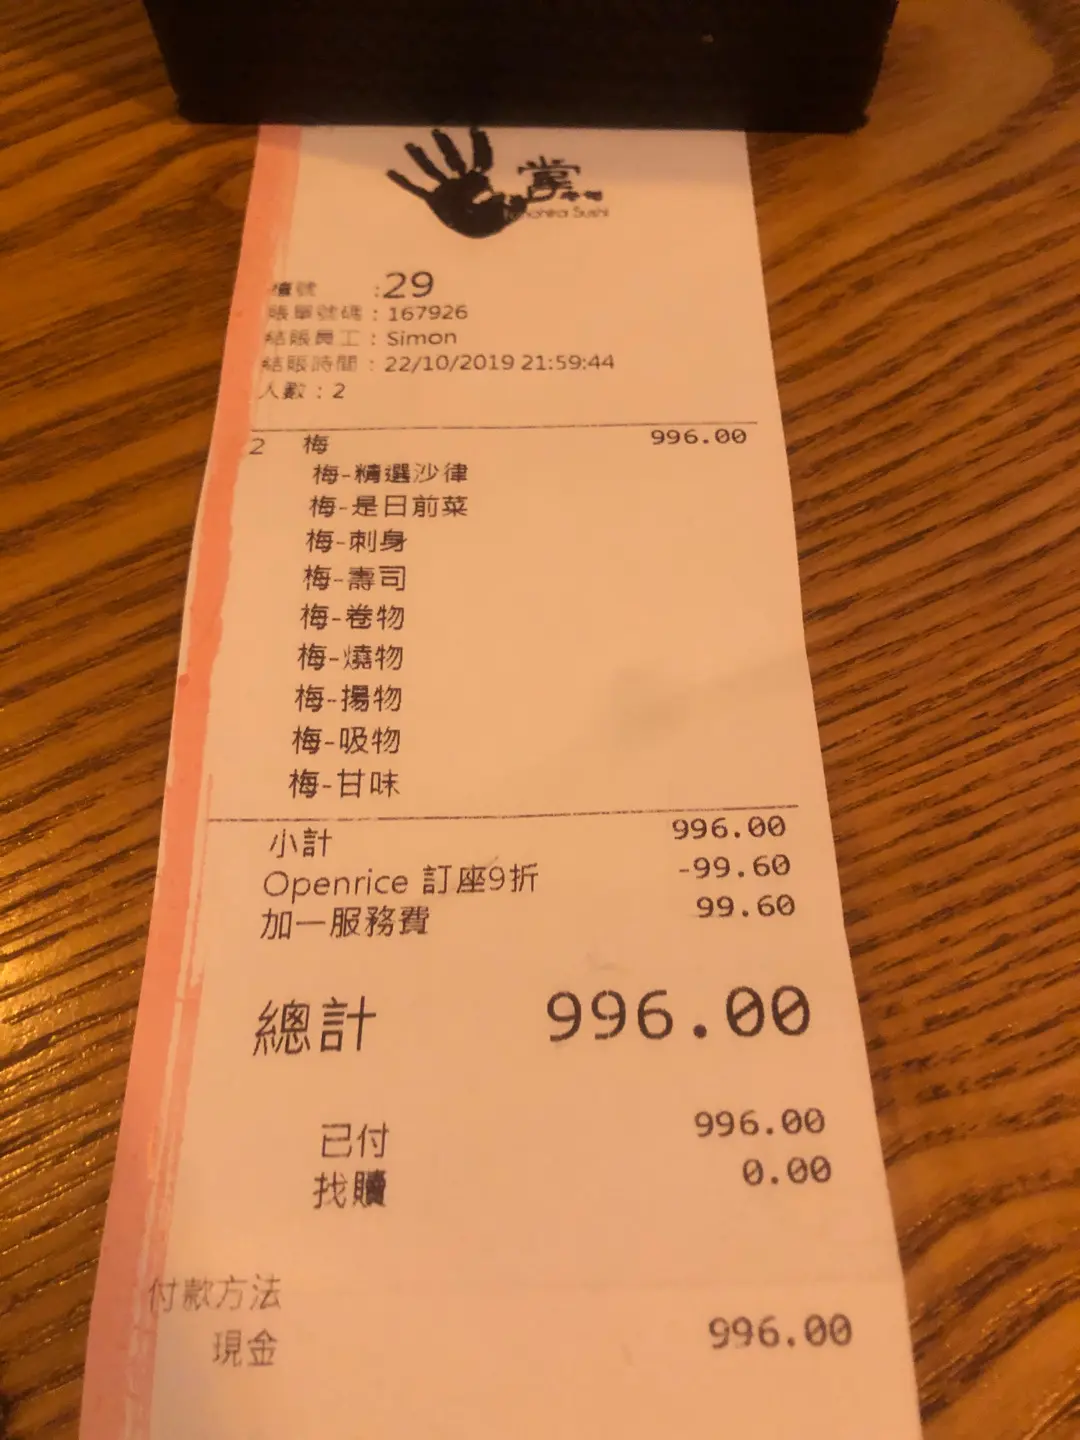 掌
Sushi
檯號 :29
賬單號碼 : 167926
結賬員工 : Simon
結賬時間 : 22/10/2019 21:59:44
人數 : 2
2 梅 996.00
梅-精選沙律
梅-是日前菜
梅-刺身
梅-壽司
梅-卷物
梅-燒物
梅-揚物
梅-吸物
梅-甘味
小計 996.00
Openrice 訂座9折 -99.60
加一服務費 99.60
總計 996.00
已付 996.00
找贖 0.00
付款方法
現金 996.00